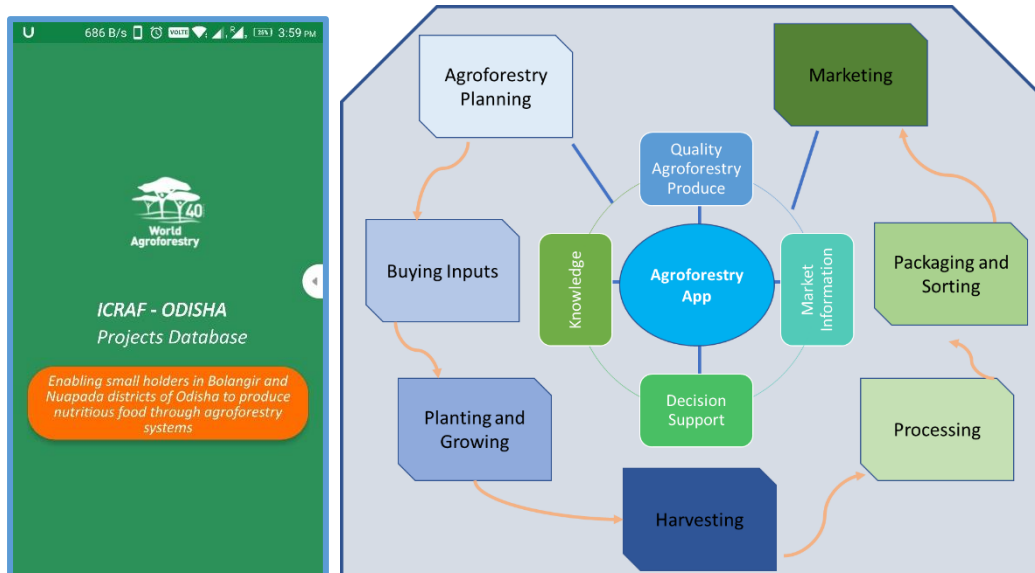 686 B/s VOLTE R 35% 3:59 PM
40
World
Agroforestry
ICRAF - ODISHA
Projects Database
Enabling small holders in Bolangir and
Nuapada districts of Odisha to produce
nutritious food through agroforestry
systems
Agroforestry
Planning
Buying Inputs
Planting and
Growing
Harvesting
Processing
Packaging and
Sorting
Marketing
Quality
Agroforestry
Produce
Knowledge
Agroforestry
App
Market
Information
Decision
Support